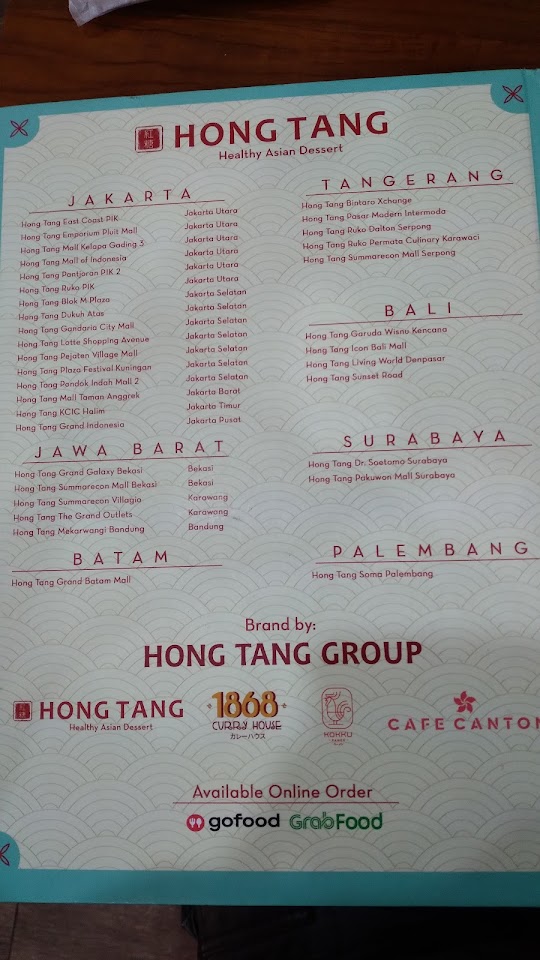 HONG TANG
Healthy Asian Dessert
JAKARTA
Hong Tang East Coast PIK Jakarta Utara
Hong Tang Emporium Pluit Mall Jakarta Utara
Hong Tang Mall Kelapa Gading 3 Jakarta Utara
Hong Tang Mall of Indonesia Jakarta Utara
Hong Tang Pantjoran PIK 2 Jakarta Utara
Hong Tang Ruko PIK Jakarta Utara
Hong Tang Blok M Plaza Jakarta Selatan
Hong Tang Dukuh Atas Jakarta Selatan
Hong Tang Gandaria City Mall Jakarta Selatan
Hong Tang Lotte Shopping Avenue Jakarta Selatan
Hong Tang Pejaten Village Mall Jakarta Selatan
Hong Tang Plaza Festival Kuningan Jakarta Selatan
Hong Tang Pondok Indah Mall 2 Jakarta Selatan
Hong Tang Mall Taman Anggrek Jakarta Barat
Hong Tang KCIC Halim Jakarta Timur
Hong Tang Grand Indonesia Jakarta Pusat
JAWA BARAT
Hong Tang Grand Galaxy Bekasi Bekasi
Hong Tang Summarecon Mall Bekasi Bekasi
Hong Tang Summarecon Villagio Karawang
Hong Tang The Grand Outlets Karawang
Hong Tang Mekarwangi Bandung Bandung
BATAM
Hong Tang Grand Batam Mall
TANGERANG
Hong Tang Bintaro Xchange
Hong Tang Pasar Modern Intermoda
Hong Tang Ruko Dalton Serpong
Hong Tang Ruko Permata Culinary Karawaci
Hong Tang Summarecon Mall Serpong
BALI
Hong Tang Garuda Wisnu Kencana
Hong Tang Icon Bali Mall
Hong Tang Living World Denpasar
Hong Tang Sunset Road
SURABAYA
Hong Tang Dr. Soetomo Surabaya
Hong Tang Pakuwon Mall Surabaya
PALEMBANG
Hong Tang Soma Palembang
Brand by:
HONG TANG GROUP
HONG TANG
Healthy Asian Dessert
1868
CURRY HOUSE
カレーハウス
KOKKU
CAFE CANTON
Available Online Order
gofood GrabFood